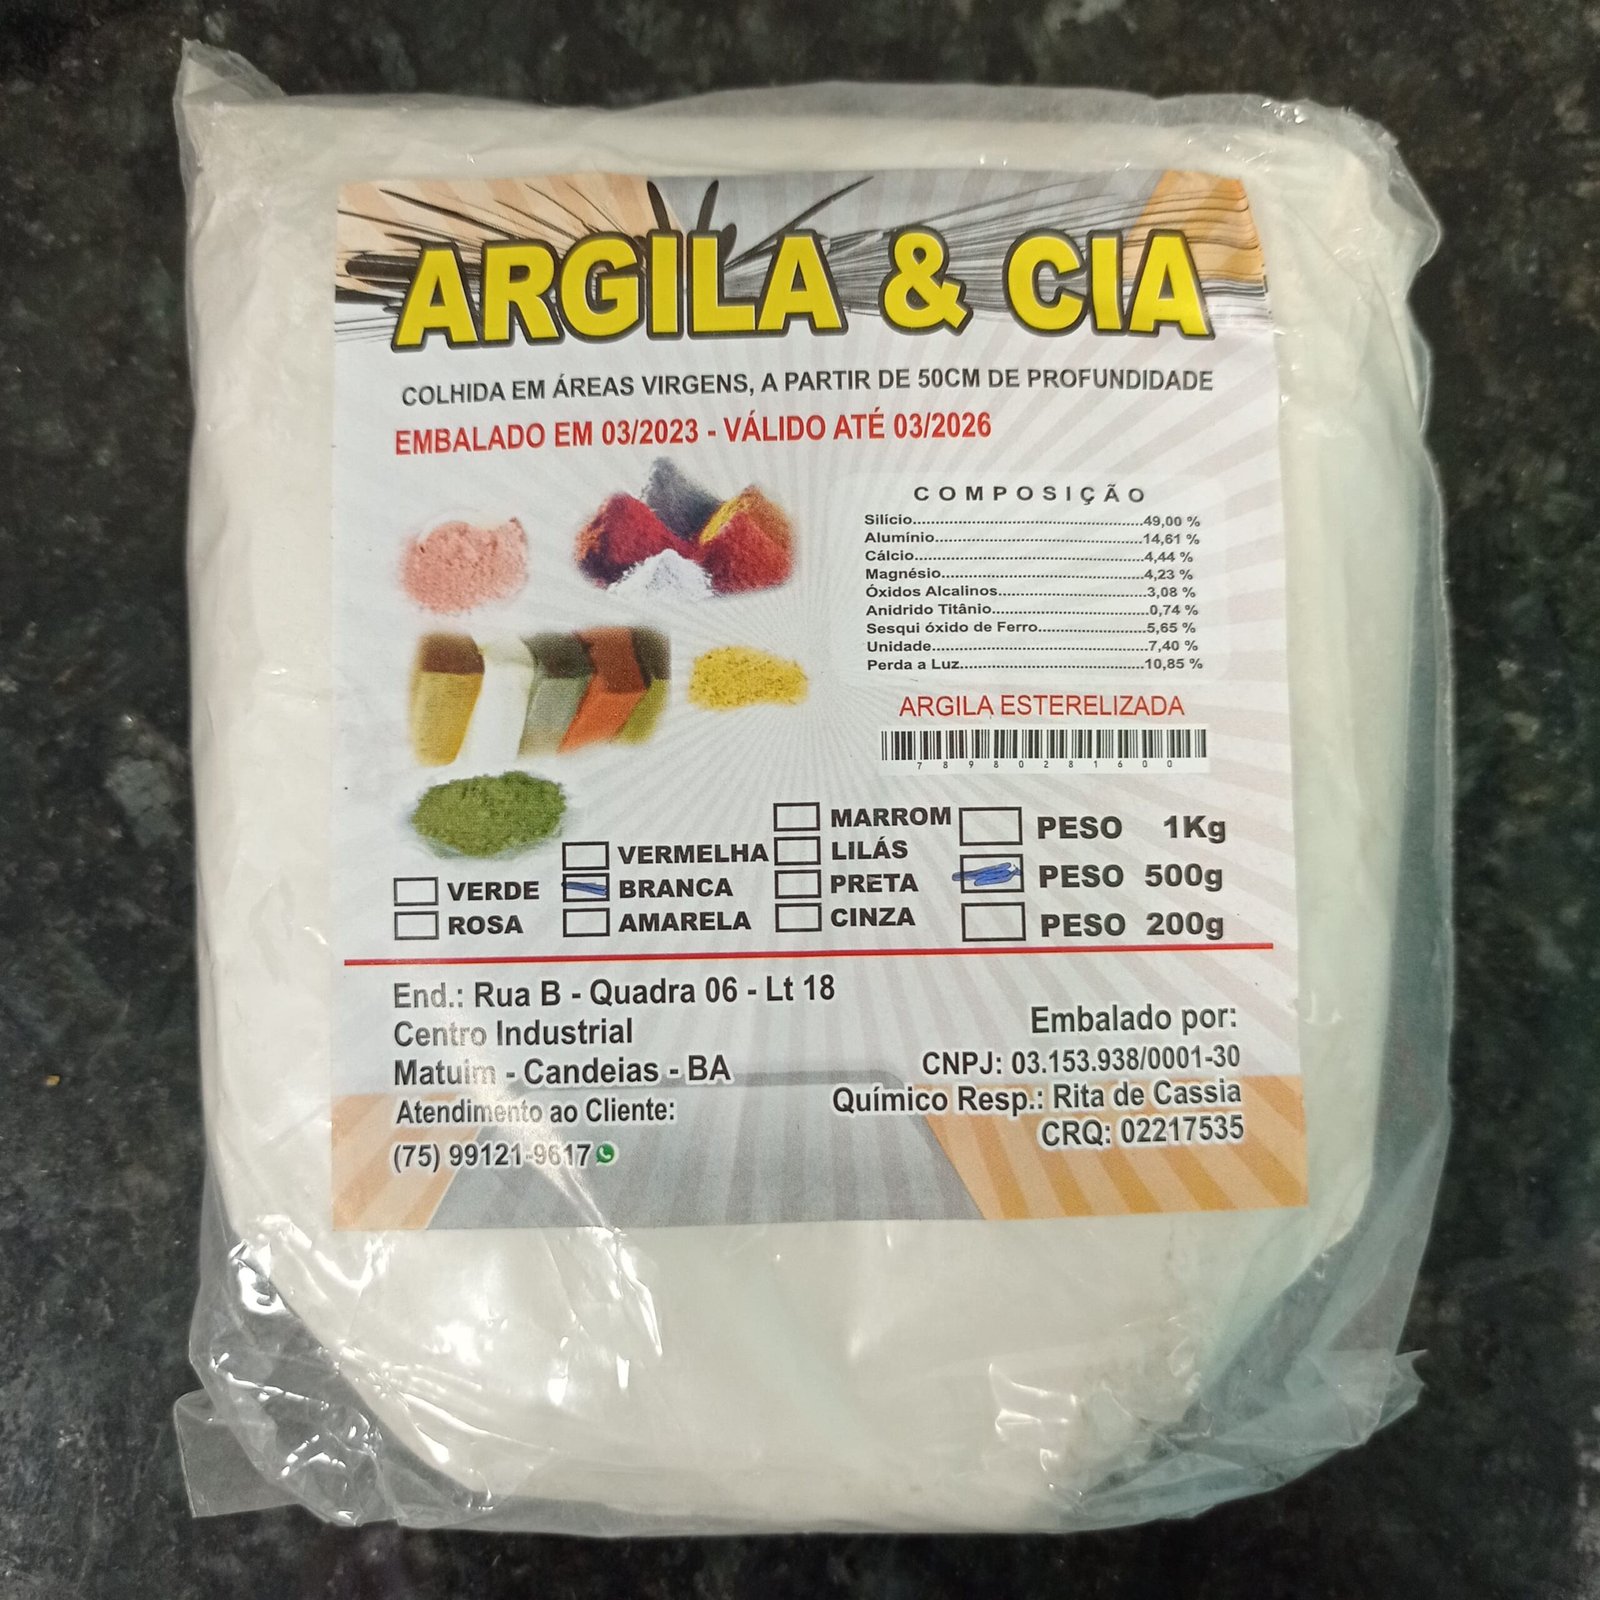 ARGILA & CIA
COLHIDA EM ÁREAS VIRGENS, A PARTIR DE 50CM DE PROFUNDIDADE
EMBALADO EM 03/2023 - VÁLIDO ATÉ 03/2026
COMPOSIÇÃO
Silício...........49,00 %
Alumínio...........14,61 %
Cálcio...........4,44 %
Magnésio...........4,23 %
Óxidos Alcalinos...........3,08 %
Anidrido Titânio...........0,74 %
Sesqui óxido de Ferro...........5,65 %
Unidade...........7,40 %
Perda a Luz...........10,85 %
ARGILA ESTERELIZADA
78980281600
VERDE
ROSA
VERMELHA
BRANCA
AMARELA
MARROM
LILÁS
PRETA
CINZA
PESO 1Kg
PESO 500g
PESO 200g
End.: Rua B - Quadra 06 - Lt 18
Centro Industrial
Matuim - Candeias - BA
Atendimento ao Cliente:
(75) 99121-9617
Embalado por:
CNPJ: 03.153.938/0001-30
Químico Resp.: Rita de Cassia
CRQ: 02217535